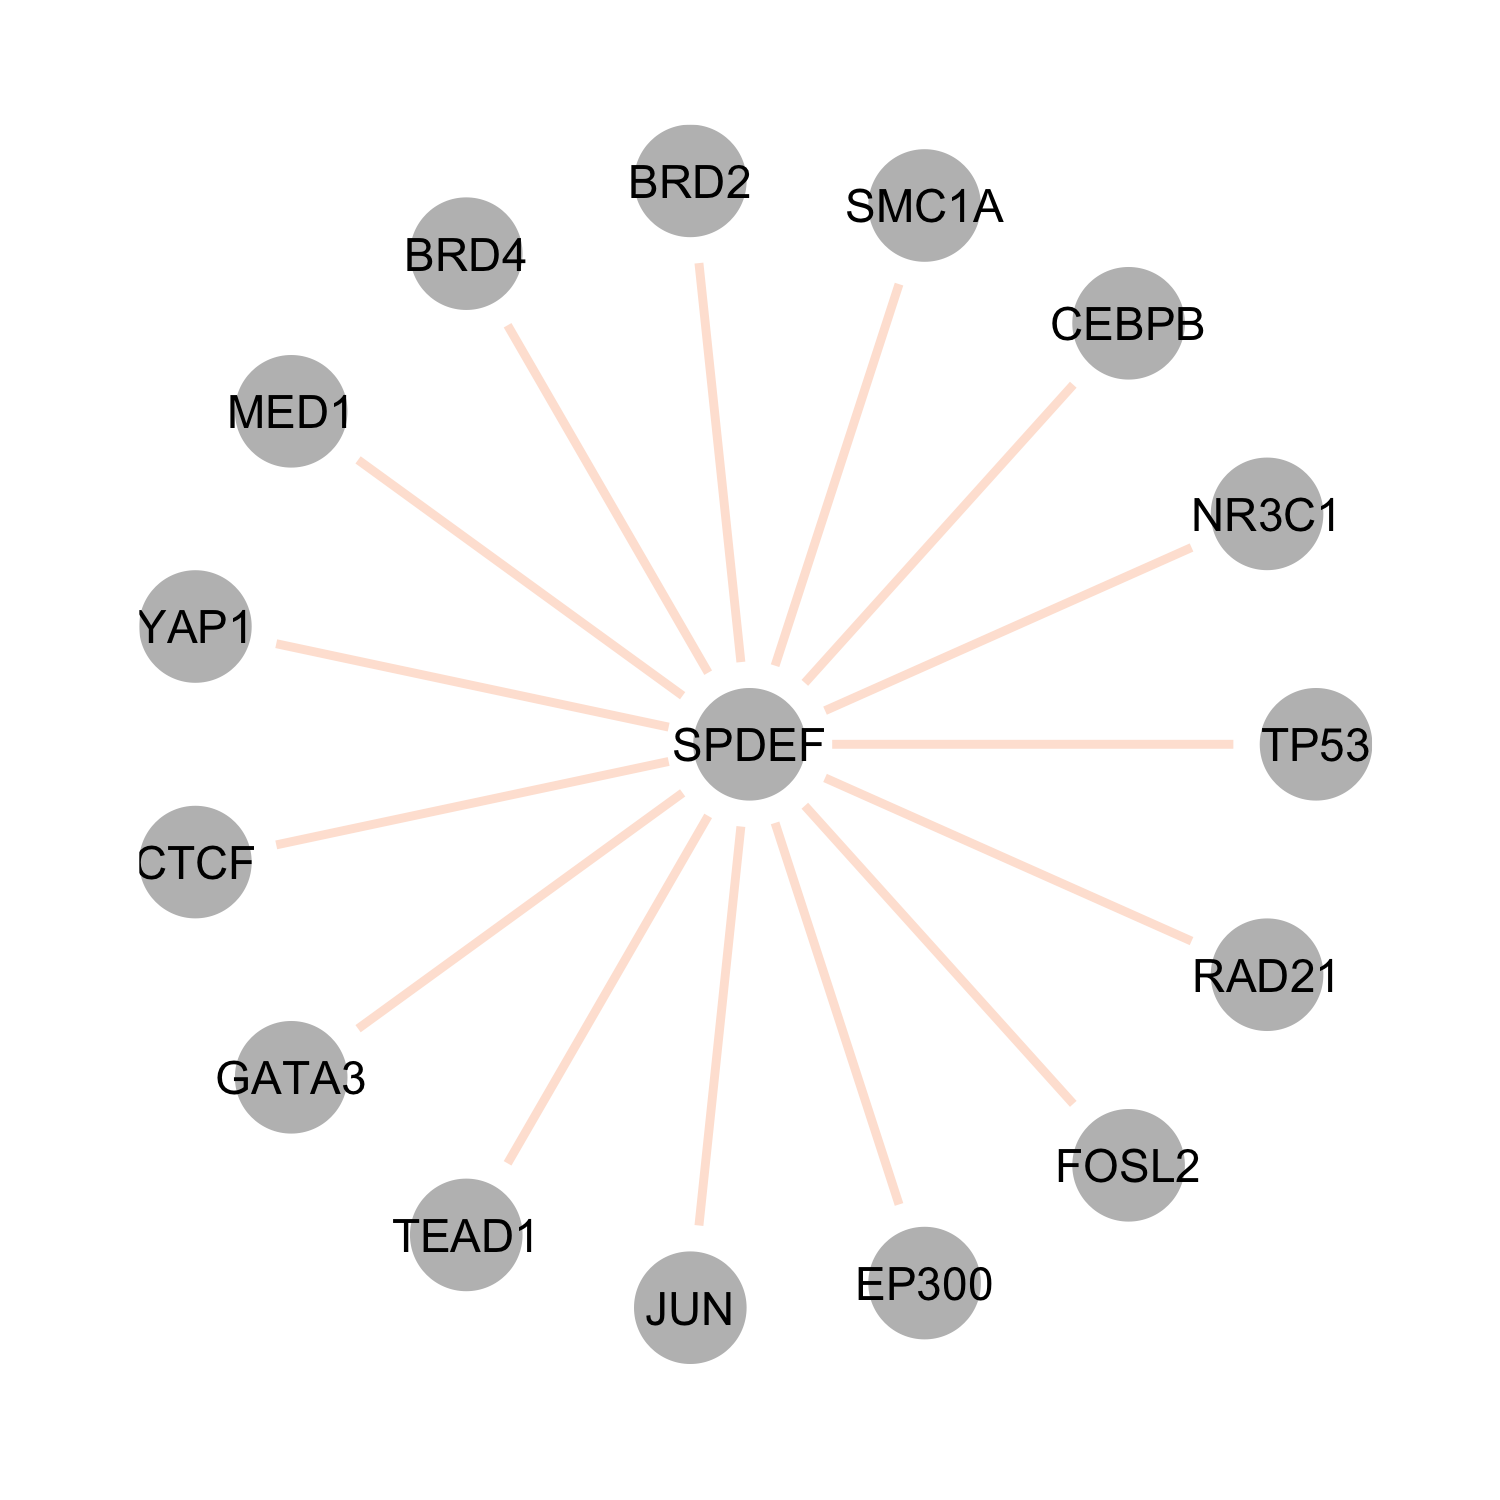 BRD2
SMC1A
BRD4
CEBPB
MED1
NR3C1
YAP1
SPDEF
TP53
CTCF
RAD21
GATA3
FOSL2
TEAD1
EP300
JUN